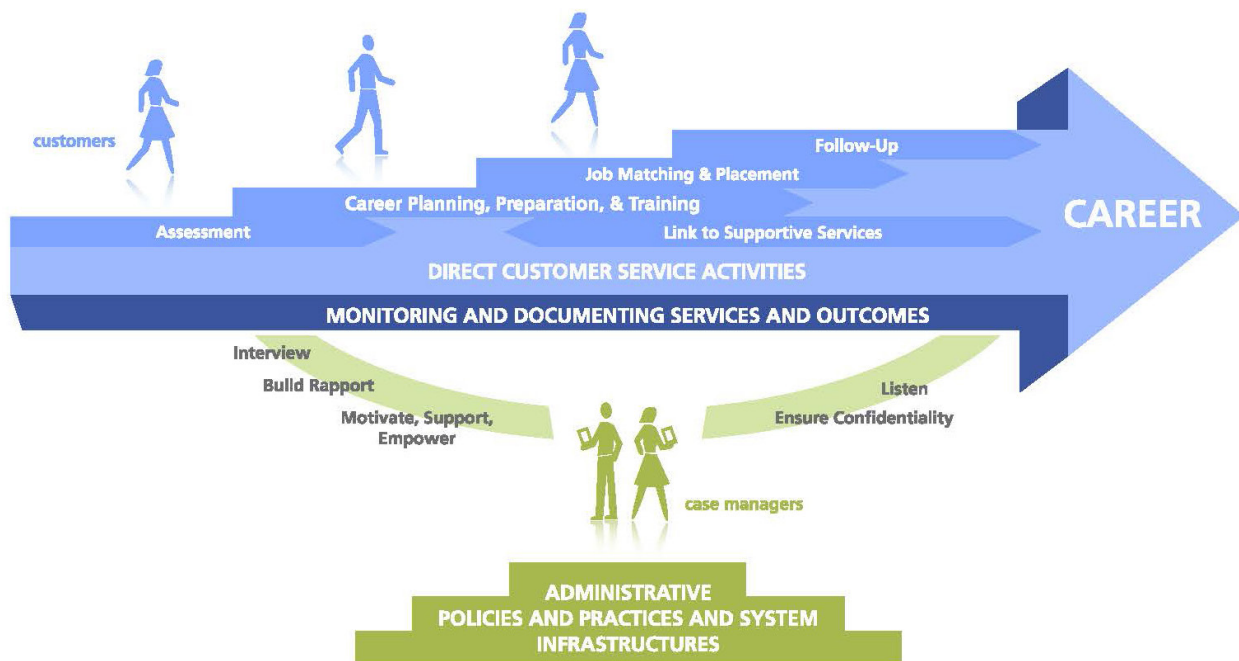 customers
Follow-Up
Job Matching & Placement
Career Planning, Preparation, & Training
Assessment
Link to Supportive Services
CAREER
DIRECT CUSTOMER SERVICE ACTIVITIES
MONITORING AND DOCUMENTING SERVICES AND OUTCOMES
Interview
Build Rapport
Motivate, Support,
Empower
Listen
Ensure Confidentiality
case managers
ADMINISTRATIVE
POLICIES AND PRACTICES AND SYSTEM
INFRASTRUCTURES